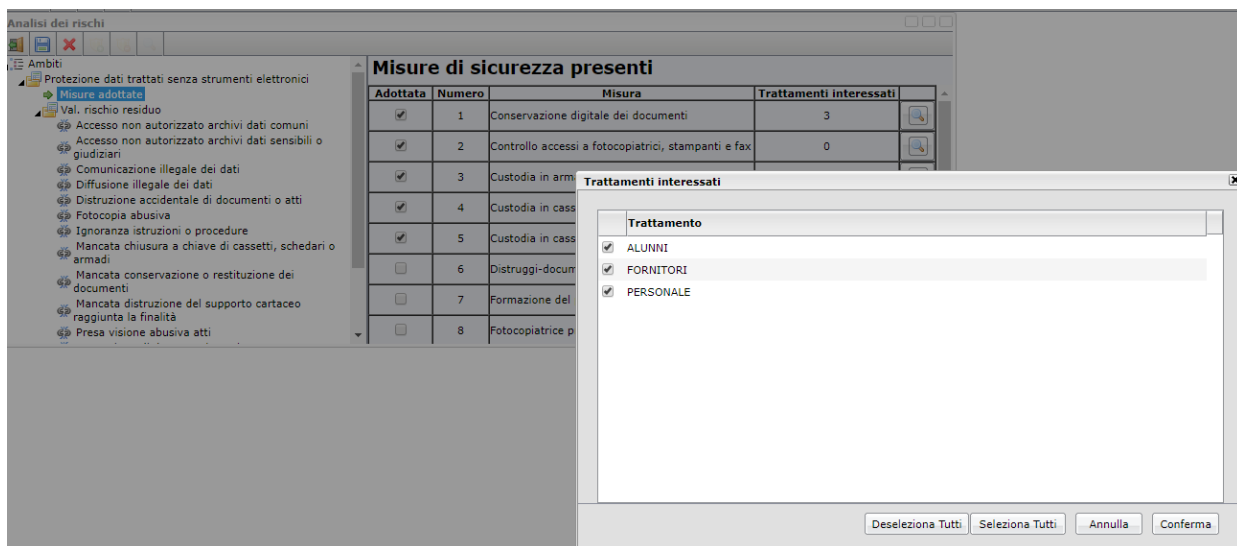 Analisi dei rischi
Ambiti
Protezione dati trattati senza strumenti elettronici
Misure adottate
Val. rischio residuo
Accesso non autorizzato archivi dati comuni
Accesso non autorizzato archivi dati sensibili o
giudiziari
Comunicazione illegale dei dati
Diffusione illegale dei dati
Distruzione accidentale di documenti o atti
Fotocopia abusiva
Ignoranza istruzioni o procedure
Mancata chiusura a chiave di cassetti, schedari o
armadi
Mancata conservazione o restituzione dei
documenti
Mancata distruzione del supporto cartaceo
raggiunta la finalità
Presa visione abusiva atti
Misure di sicurezza presenti
Adottata Numero Misura Trattamenti interessati
1 Conservazione digitale dei documenti 3
2 Controllo accessi a fotocopiatrici, stampanti e fax 0
3 Custodia in arm
4 Custodia in cass
5 Custodia in cass
6 Distruggi-docum
7 Formazione del
8 Fotocopiatrice p
Trattamenti interessati
Trattamento
ALUNNI
FORNITORI
PERSONALE
Deseleziona Tutti Seleziona Tutti Annulla Conferma